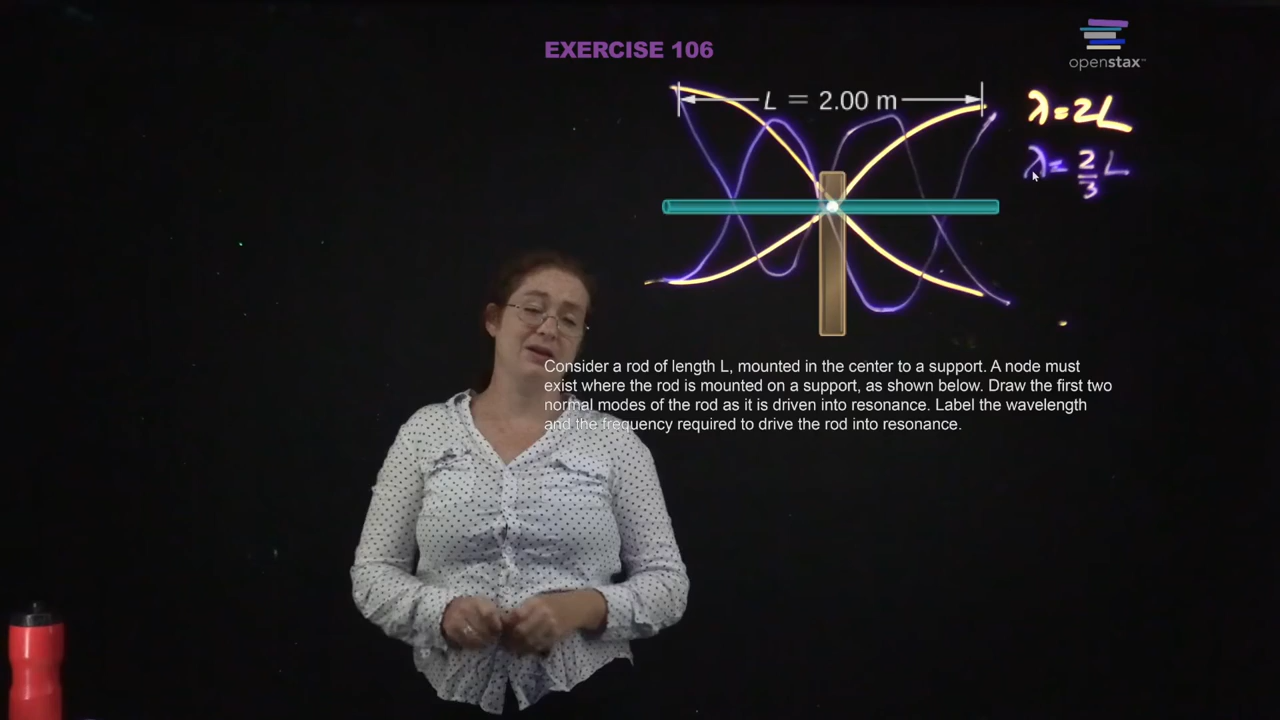 EXERCISE 106
openstax™
L = 2.00 m
λ = 2L
λ = 2/3 L
Consider a rod of length L, mounted in the center to a support. A node must
exist where the rod is mounted on a support, as shown below. Draw the first two
normal modes of the rod as it is driven into resonance. Label the wavelength
and the frequency required to drive the rod into resonance.